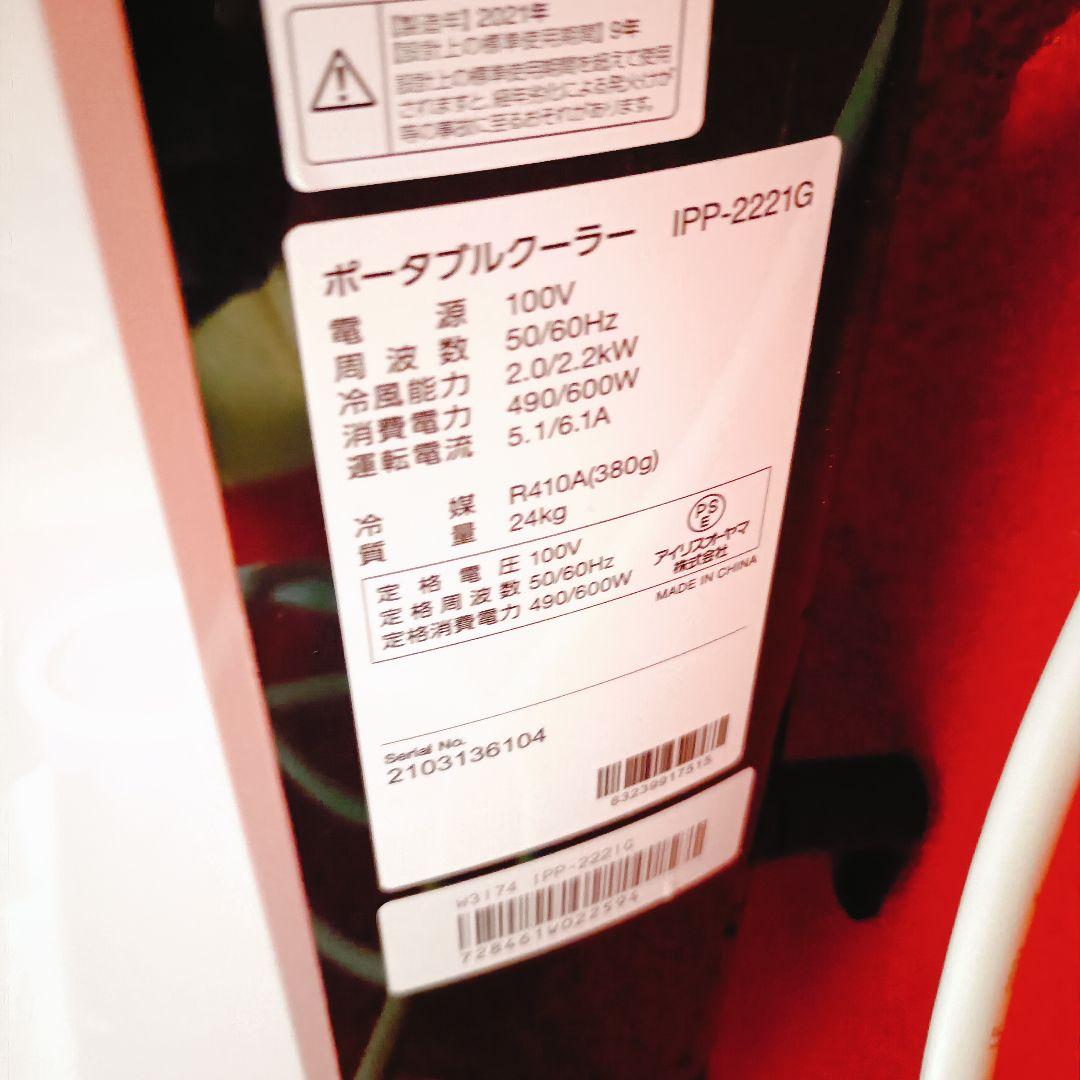 【製造年】2021年
【設計上の標準使用期間】9年
設計上の標準使用期間を超えて使用
されますと、経年劣化による発火けが
等の事故に至るおそれがあります。
ポータブルクーラー IPP-2221G
電源 100V
周波数 50/60Hz
冷風能力 2.0/2.2kW
消費電力 490/600W
運転電流 5.1/6.1A
冷媒 R410A(380g)
質量 24kg
定格電圧 100V
定格周波数 50/60Hz
定格消費電力 490/600W
PS
E
アイリスオーヤマ
株式会社
MADE IN CHINA
Serial No.
2103136104
63239917515
W3174 IPP-2221G
728461W022594